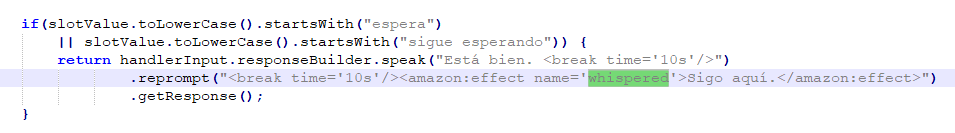 if(slotValue.toLowerCase().startsWith("espera")
|| slotValue.toLowerCase().startsWith("sigue esperando")) {
return handlerInput.responseBuilder.speak("Está bien. <break time='10s'/>")
.reprompt("<break time='10s'/><amazon:effect name='whispered'>Sigo aquí.</amazon:effect>")
.getResponse();
}